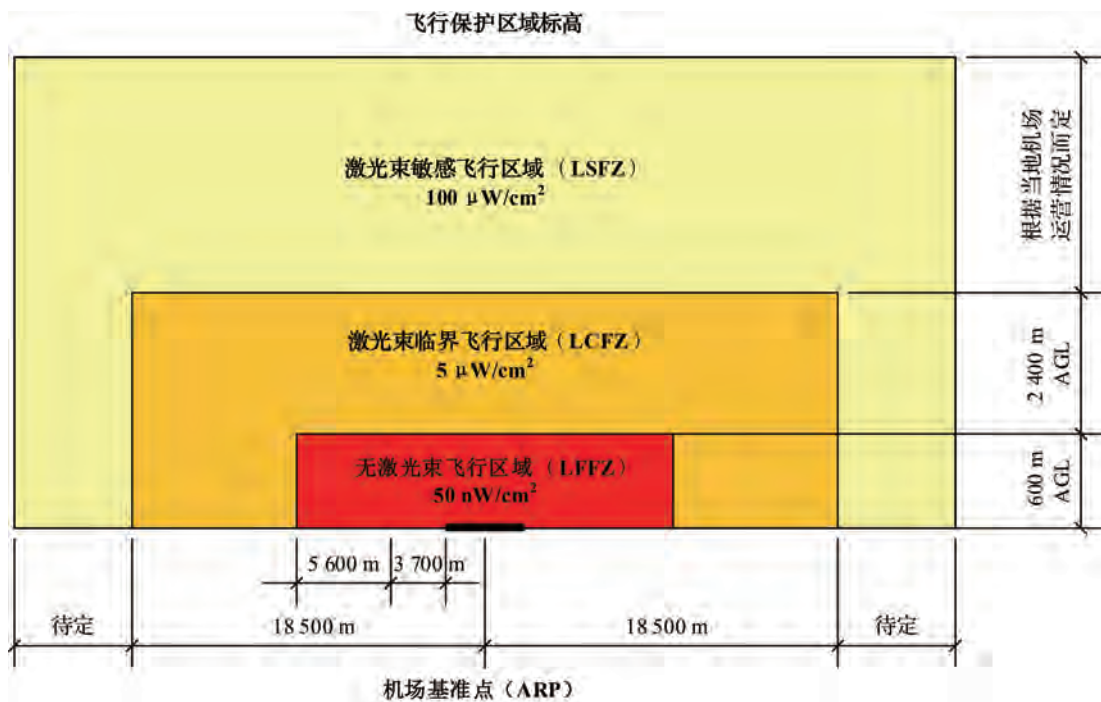 飞行保护区域标高
激光束敏感飞行区域（LSFZ）
100 μW/cm²
根据当地机场
运营情况而定
激光束临界飞行区域（LCFZ）
5 μW/cm²
2 400 m
AGL
无激光束飞行区域（LFFZ）
50 nW/cm²
600 m
AGL
5 600 m
3 700 m
待定
18 500 m
18 500 m
待定
机场基准点（ARP）